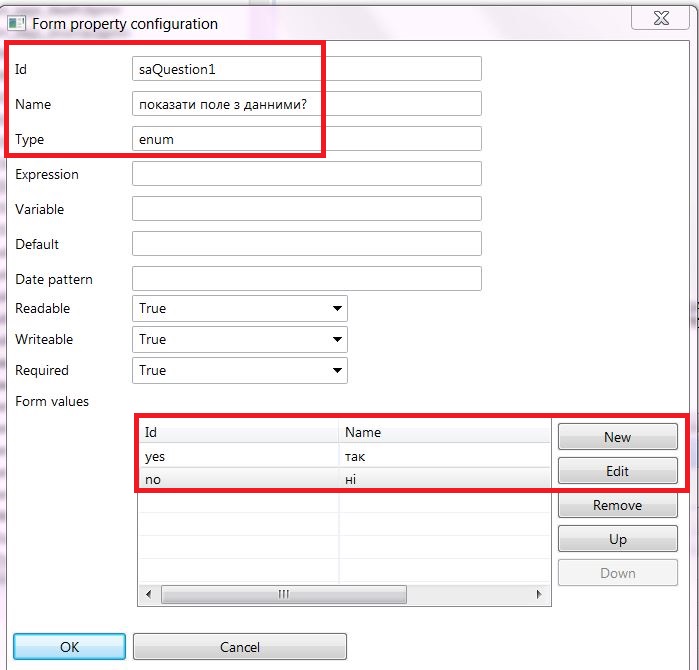 Form property configuration
Id saQuestion1
Name показати поле з данними?
Type enum
Expression
Variable
Default
Date pattern
Readable True
Writeable True
Required True
Form values
Id Name New
yes так Edit
no ні
Remove
Up
Down
OK Cancel